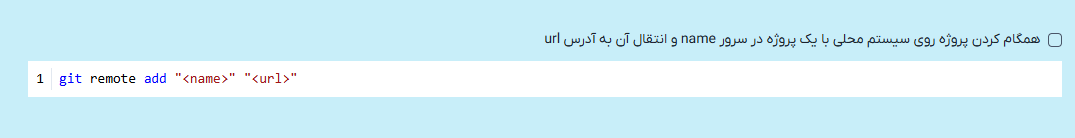 همگام کردن پروژه روی سیستم محلی با یک پروژه در سرور name و انتقال آن به آدرس url
1 git remote add "<name>" "<url>"